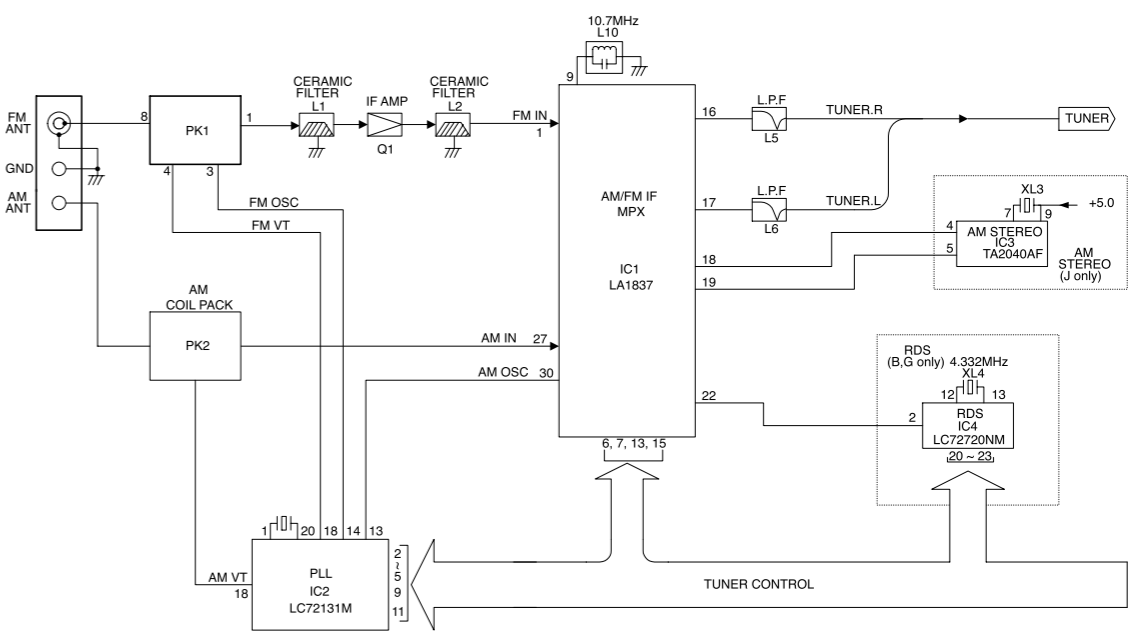 10.7MHz
L10
9
CERAMIC
FILTER
L1
IF AMP
Q1
CERAMIC
FILTER
L2
FM
ANT
GND
AM
ANT
8
PK1
1
4
3
FM IN
1
FM OSC
FM VT
AM
COIL PACK
PK2
AM IN
27
AM OSC
30
AM/FM IF
MPX
IC1
LA1837
16
L.P.F
L5
TUNER.R
TUNER
17
L.P.F
L6
TUNER.L
18
19
XL3
7
9
+5.0
4
5
AM STEREO
IC3
TA2040AF
AM
STEREO
(J only)
22
RDS
(B,G only)
4.332MHz
XL4
12
13
2
RDS
IC4
LC72720NM
20 ~ 23
6, 7, 13, 15
1
20
18
14
13
AM VT
18
PLL
IC2
LC72131M
2
~
5
9
11
TUNER CONTROL